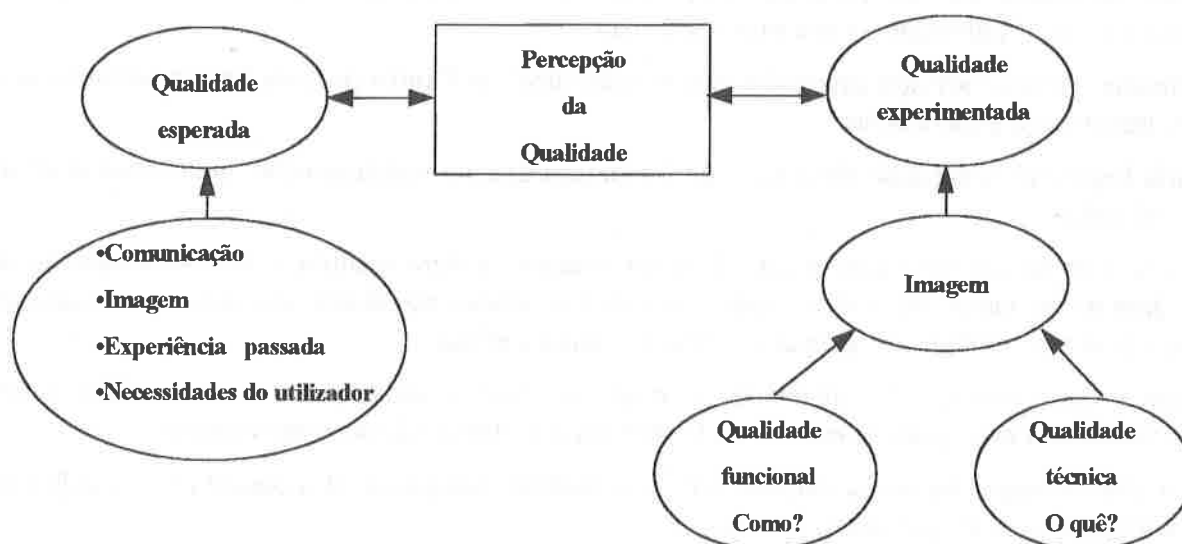 Qualidade
esperada
Percepção
da
Qualidade
Qualidade
experimentada
•Comunicação
•Imagem
•Experiência passada
•Necessidades do utilizador
Imagem
Qualidade
funcional
Como?
Qualidade
técnica
O quê?